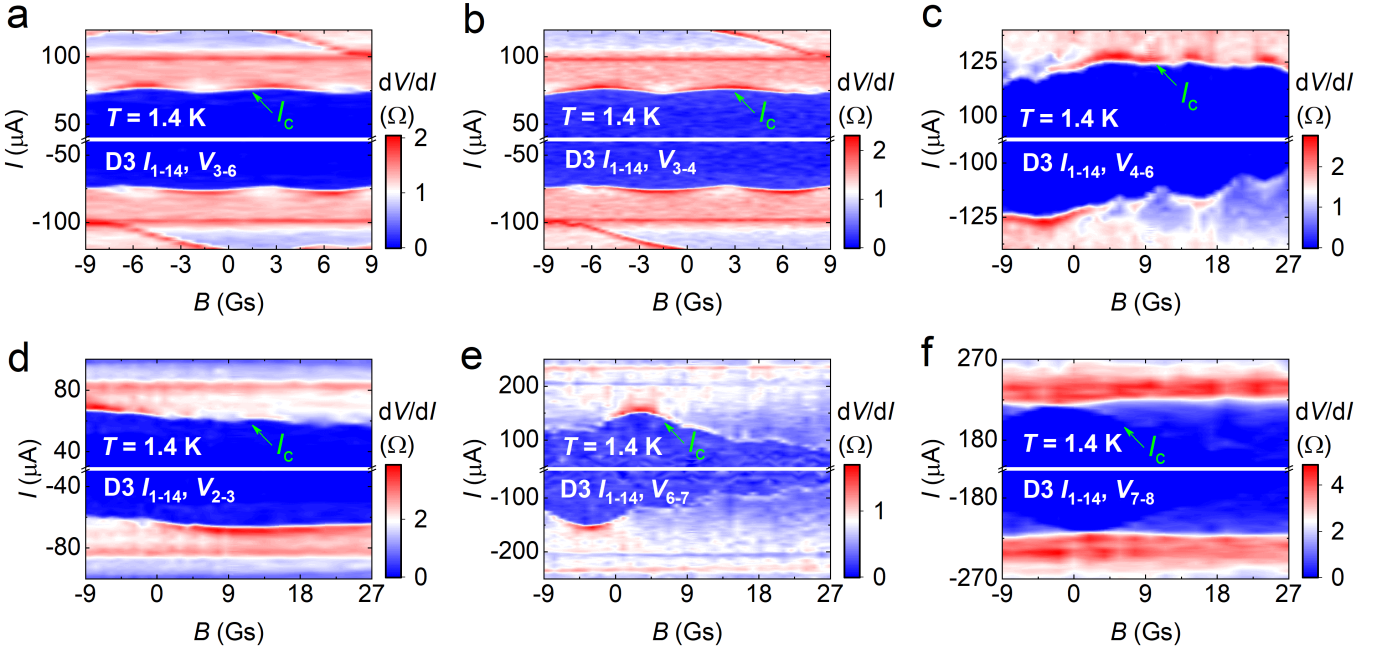 a
100
50
-50
-100
I (μA)
T = 1.4 K
Ic
D3 I1-14, V3-6
-9 -6 -3 0 3 6 9
B (Gs)
dV/dI
(Ω)
2
1
0
b
100
50
-50
-100
I (μA)
T = 1.4 K
Ic
D3 I1-14, V3-4
-9 -6 -3 0 3 6 9
B (Gs)
dV/dI
(Ω)
2
1
0
c
125
100
-100
-125
I (μA)
T = 1.4 K
Ic
D3 I1-14, V4-6
-9 0 9 18 27
B (Gs)
dV/dI
(Ω)
2
1
0
d
80
40
-40
-80
I (μA)
T = 1.4 K
Ic
D3 I1-14, V2-3
-9 0 9 18 27
B (Gs)
dV/dI
(Ω)
2
0
e
200
100
-100
-200
I (μA)
T = 1.4 K
Ic
D3 I1-14, V6-7
-9 0 9 18 27
B (Gs)
dV/dI
(Ω)
1
0
f
270
180
-180
-270
I (μA)
T = 1.4 K
Ic
D3 I1-14, V7-8
-9 0 9 18 27
B (Gs)
dV/dI
(Ω)
4
2
0